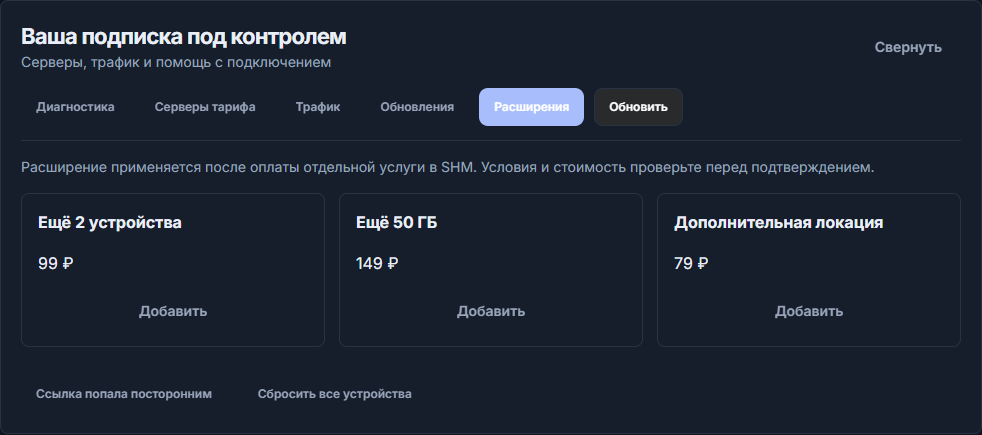 Ваша подписка под контролем
Серверы, трафик и помощь с подключением
Свернуть
Диагностика
Серверы тарифа
Трафик
Обновления
Расширения
Обновить
Расширение применяется после оплаты отдельной услуги в SHM. Условия и стоимость проверьте перед подтверждением.
Ещё 2 устройства
99 ₽
Добавить
Ещё 50 ГБ
149 ₽
Добавить
Дополнительная локация
79 ₽
Добавить
Ссылка попала посторонним
Сбросить все устройства